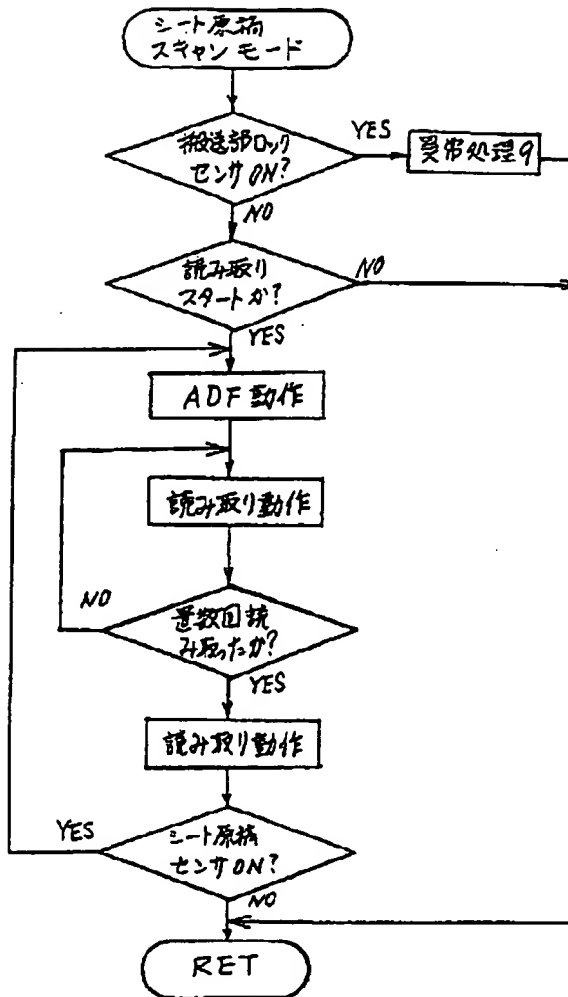 シート原稿
スキャンモード
搬送部ロック
センサON?
YES
異常処理9
NO
読み取り
スタートか?
NO
YES
ADF動作
読み取り動作
NO
置数回読
み取ったか?
YES
読み取り動作
YES
シート原稿
センサON?
NO
RET